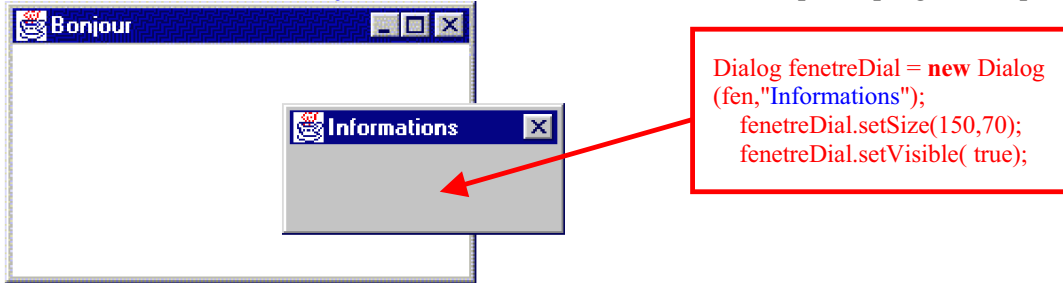 Bonjour
Informations
Dialog fenetreDial = new Dialog
(fen,"Informations");
fenetreDial.setSize(150,70);
fenetreDial.setVisible( true);